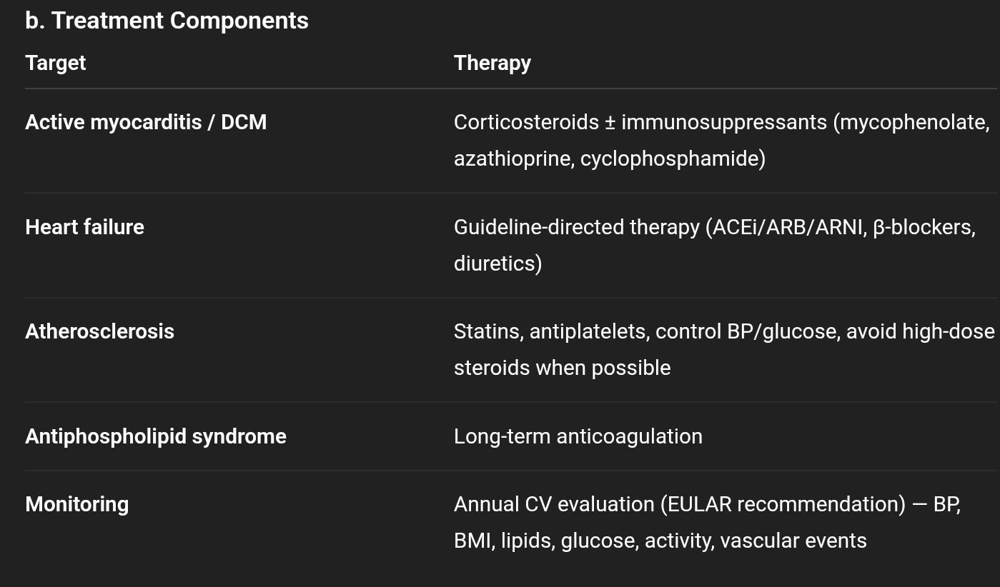 b. Treatment Components
Target Therapy
Active myocarditis / DCM Corticosteroids ± immunosuppressants (mycophenolate,
azathioprine, cyclophosphamide)
Heart failure Guideline-directed therapy (ACEi/ARB/ARNI, β-blockers,
diuretics)
Atherosclerosis Statins, antiplatelets, control BP/glucose, avoid high-dose
steroids when possible
Antiphospholipid syndrome Long-term anticoagulation
Monitoring Annual CV evaluation (EULAR recommendation) — BP,
BMI, lipids, glucose, activity, vascular events